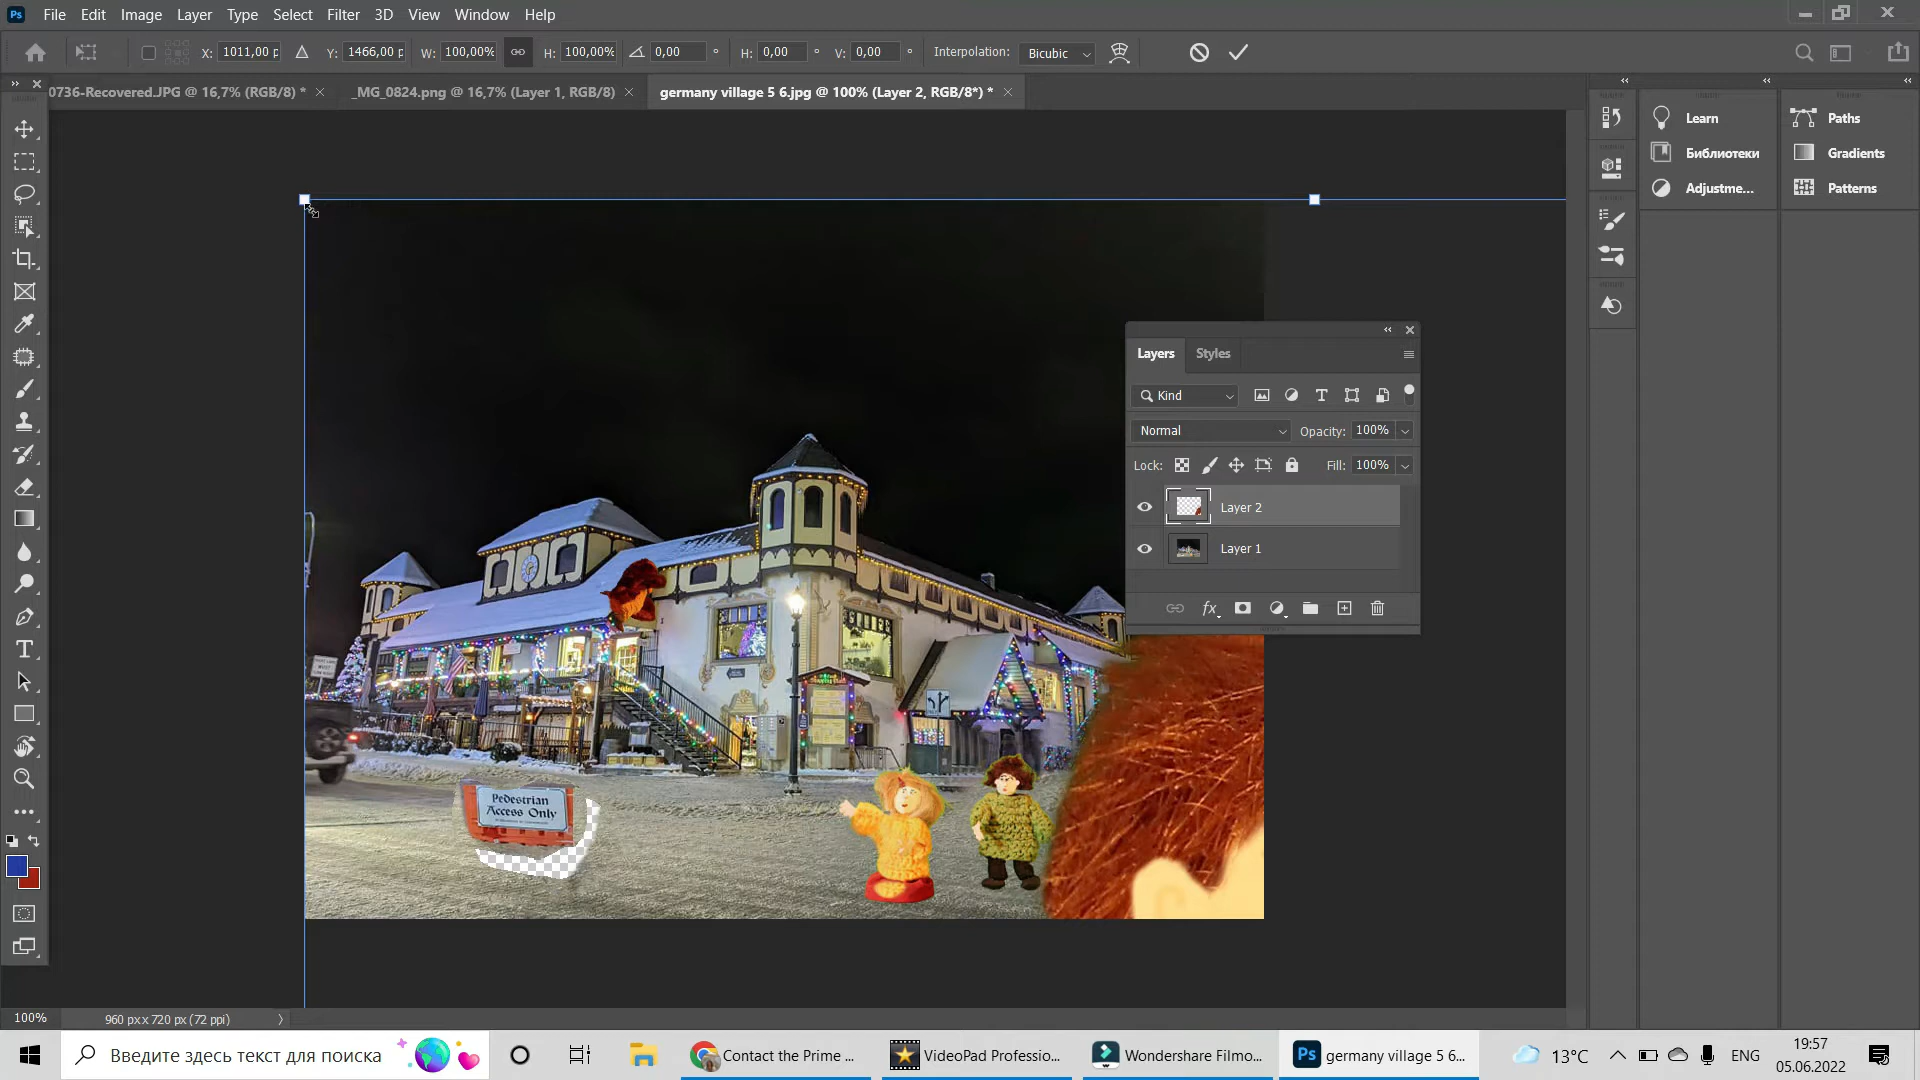 Ps File Edit Image Layer Type Select Filter 3D View Window Help
X: 1011,00 p Y: 1466,00 p W: 100,00% H: 100,00% 0,00 ° H: 0,00 ° V: 0,00 ° Interpolation: Bicubic
0736-Recovered.JPG @ 16,7% (RGB/8) * _MG_0824.png @ 16,7% (Layer 1, RGB/8) germany village 5 6.jpg @ 100% (Layer 2, RGB/8*) *
Learn
Библиотеки
Adjustme...
Paths
Gradients
Patterns
Layers Styles
Kind
Normal Opacity: 100%
Lock: Fill: 100%
Layer 2
Layer 1
fx
Pedestrian
Access Only
100% 960 px x 720 px (72 ppi)
Введите здесь текст для поиска
Contact the Prime ...
VideoPad Professio...
Wondershare Filmo...
Ps germany village 5 6...
13°C
ENG
19:57
05.06.2022